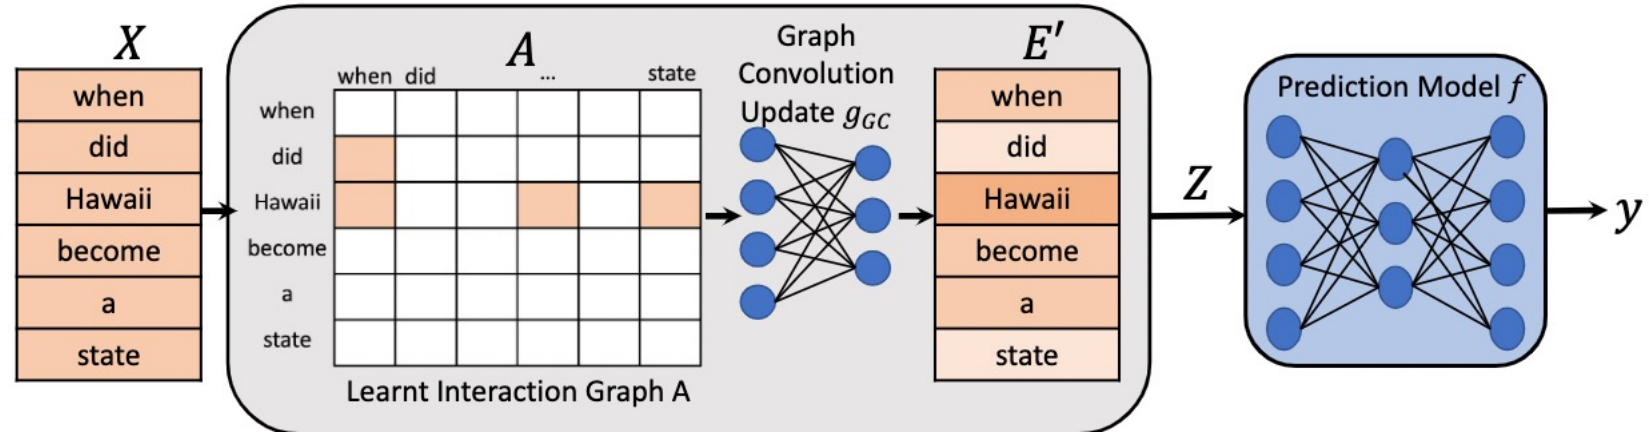 X
when
did
Hawaii
become
a
state
A
when did ... state
when
did
Hawaii
become
a
state
Learnt Interaction Graph A
Graph
Convolution
Update g_GC
E′
when
did
Hawaii
become
a
state
Z
Prediction Model f
y